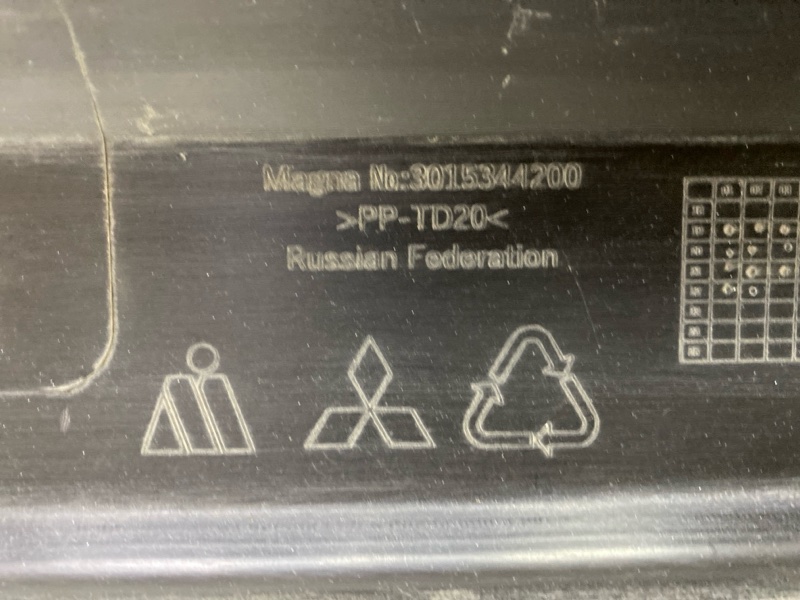 Magna No:3015344200
>PP-TD20<
Russian Federation